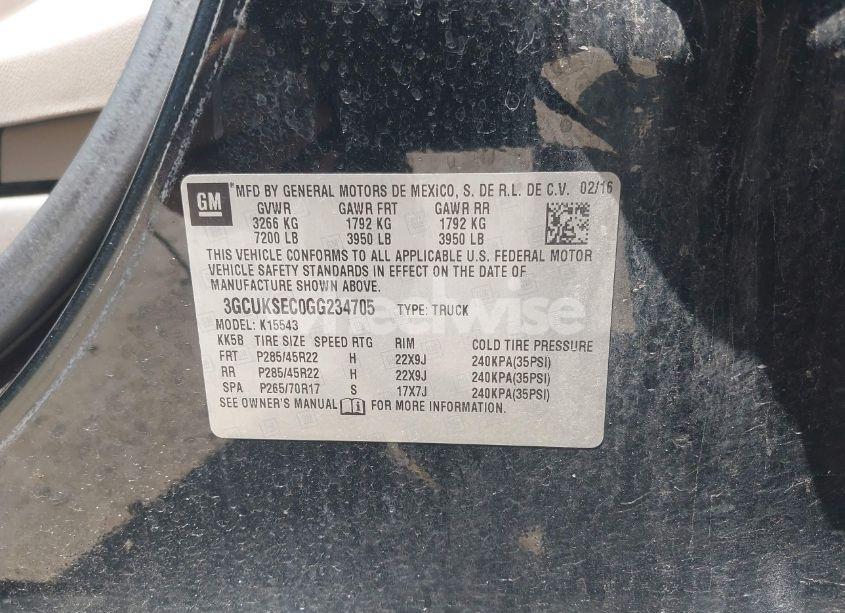 GM
MFD BY GENERAL MOTORS DE MEXICO, S. DE R.L. DE C.V. 02/16
GVWR GAWR FRT GAWR RR
3266 KG 1792 KG 1792 KG
7200 LB 3950 LB 3950 LB
THIS VEHICLE CONFORMS TO ALL APPLICABLE U.S. FEDERAL MOTOR
VEHICLE SAFETY STANDARDS IN EFFECT ON THE DATE OF
MANUFACTURE SHOWN ABOVE.
3GCUKSEC0GG234705 TYPE: TRUCK
MODEL: K15543
KK5B TIRE SIZE SPEED RTG RIM COLD TIRE PRESSURE
FRT P285/45R22 H 22X9J 240KPA(35PSI)
RR P285/45R22 H 22X9J 240KPA(35PSI)
SPA P265/70R17 S 17X7J 240KPA(35PSI)
SEE OWNER'S MANUAL FOR MORE INFORMATION.